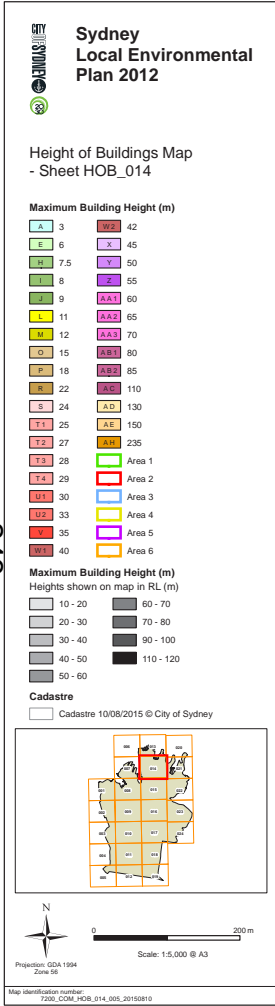 CITY OF SYDNEY
2030
Sydney
Local Environmental
Plan 2012
Height of Buildings Map
- Sheet HOB_014
Maximum Building Height (m)
A 3
E 6
H 7.5
I 8
J 9
L 11
M 12
O 15
P 18
R 22
S 24
T1 25
T2 27
T3 28
T4 29
U1 30
U2 33
V 35
W1 40
W2 42
X 45
Y 50
Z 55
AA1 60
AA2 65
AA3 70
AB1 80
AB2 85
AC 110
AD 130
AE 150
AH 235
Area 1
Area 2
Area 3
Area 4
Area 5
Area 6
Maximum Building Height (m)
Heights shown on map in RL (m)
10 - 20
20 - 30
30 - 40
40 - 50
50 - 60
60 - 70
70 - 80
90 - 100
110 - 120
Cadastre
Cadastre 10/08/2015 © City of Sydney
N
0 200 m
Projection: GDA 1994
Zone 56
Scale: 1:5,000 @ A3
Map identification number:
7200_COM_HOB_014_005_20150810